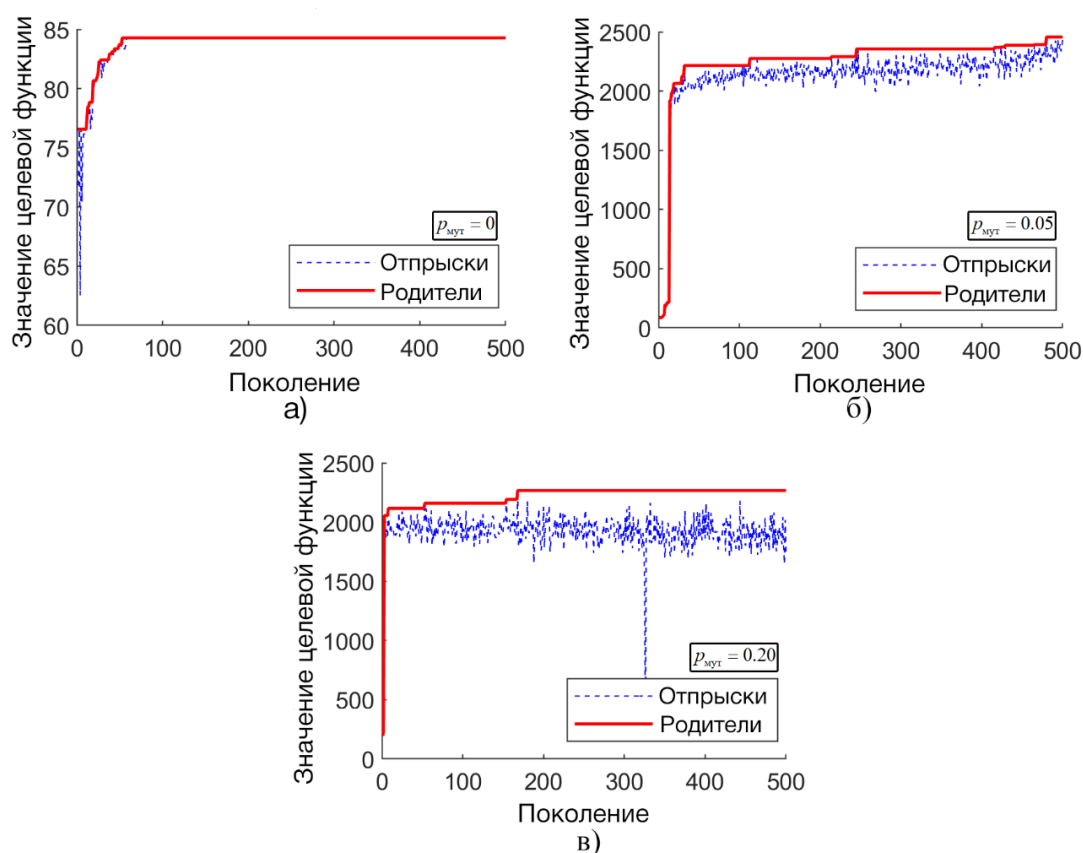 Значение целевой функции
85
80
75
70
65
60
p_мут = 0
Отпрыски
Родители
0 100 200 300 400 500
Поколение
а)
Значение целевой функции
2500
2000
1500
1000
500
0
p_мут = 0.05
Отпрыски
Родители
0 100 200 300 400 500
Поколение
б)
Значение целевой функции
2500
2000
1500
1000
500
0
p_мут = 0.20
Отпрыски
Родители
0 100 200 300 400 500
Поколение
в)